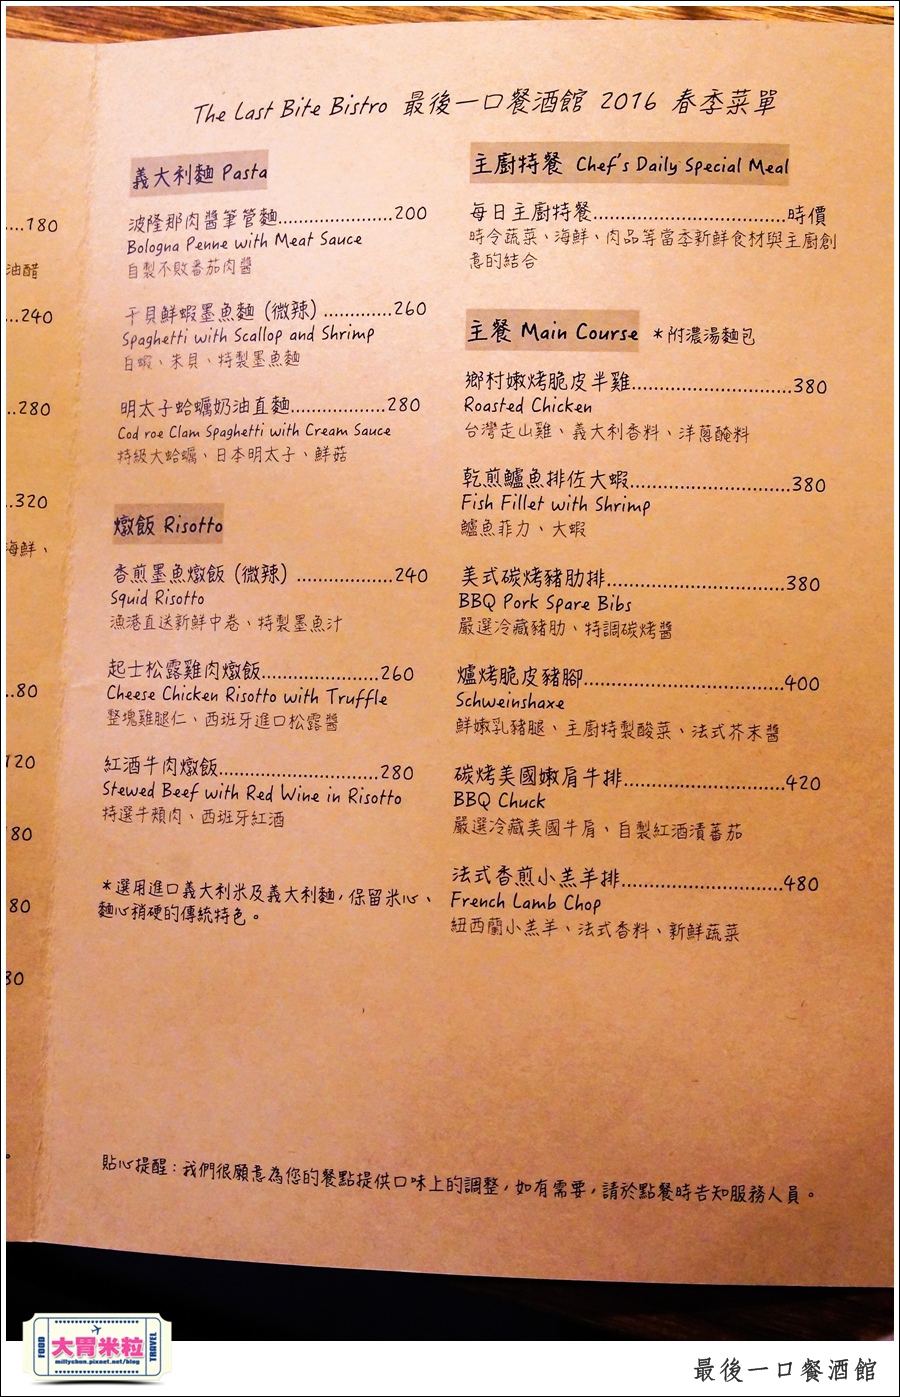 The Last Bite Bistro 最後一口餐酒館 2016 春季菜單
義大利麵 Pasta
波隆那肉醬筆管麵......................200
Bologna Penne with Meat Sauce
自製不敗番茄肉醬
干貝鮮蝦墨魚麵 (微辣) .............260
Spaghetti with Scallop and Shrimp
白蝦、朱貝、特製墨魚麵
明太子蛤蠣奶油直麵..................280
Cod roe Clam Spaghetti with Cream Sauce
特級大蛤蠣、日本明太子、鮮菇
燉飯 Risotto
香煎墨魚燉飯 (微辣) ..................240
Squid Risotto
漁港直送新鮮中卷、特製墨魚汁
起士松露雞肉燉飯.......................260
Cheese Chicken Risotto with Truffle
整塊雞腿仁、西班牙進口松露醬
紅酒牛肉燉飯...............................280
Stewed Beef with Red Wine in Risotto
特選牛頰肉、西班牙紅酒
*選用進口義大利米及義大利麵,保留米心、
麵心稍硬的傳統特色。
主廚特餐 Chef's Daily Special Meal
每日主廚特餐.....................................時價
時令蔬菜、海鮮、肉品等當季新鮮食材與主廚創
意的結合
主餐 Main Course *附濃湯麵包
鄉村嫩烤脆皮半雞...............................380
Roasted Chicken
台灣走山雞、義大利香料、洋蔥醃料
乾煎鱸魚排佐大蝦...............................380
Fish Fillet with Shrimp
鱸魚菲力、大蝦
美式碳烤豬肋排..................................380
BBQ Pork Spare Bibs
嚴選冷藏豬肋、特調碳烤醬
爐烤脆皮豬腳......................................400
Schweinshaxe
鮮嫩乳豬腿、主廚特製酸菜、法式芥末醬
碳烤美國嫩肩牛排...............................420
BBQ Chuck
嚴選冷藏美國牛肩、自製紅酒漬蕃茄
法式香煎小羔羊排...............................480
French Lamb Chop
紐西蘭小羔羊、法式香料、新鮮蔬菜
....180
油醋
...240
..280
.320
海鮮、
..80
120
80
80
80
貼心提醒:我們很願意為您的餐點提供口味上的調整,如有需要,請於點餐時告知服務人員。
FOOD
大胃米粒
millychun.pixnet.net/blog
TRAVEL
最後一口餐酒館